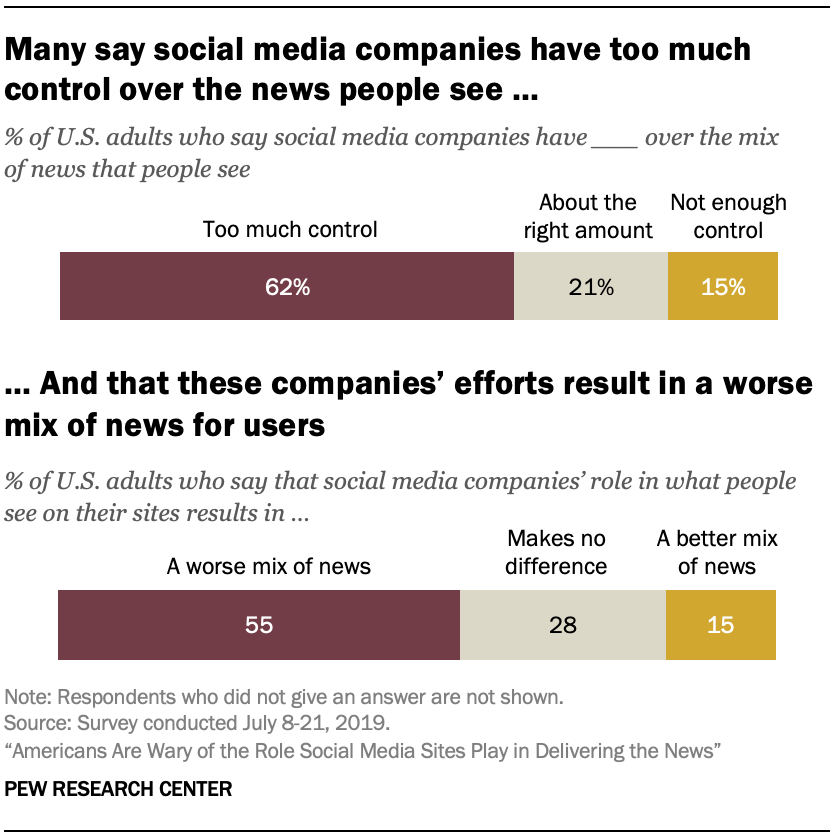 Many say social media companies have too much
control over the news people see ...
% of U.S. adults who say social media companies have ___ over the mix
of news that people see
Too much control
About the
right amount
Not enough
control
62%
21%
15%
... And that these companies’ efforts result in a worse
mix of news for users
% of U.S. adults who say that social media companies’ role in what people
see on their sites results in ...
A worse mix of news
Makes no
difference
A better mix
of news
55
28
15
Note: Respondents who did not give an answer are not shown.
Source: Survey conducted July 8-21, 2019.
“Americans Are Wary of the Role Social Media Sites Play in Delivering the News”
PEW RESEARCH CENTER